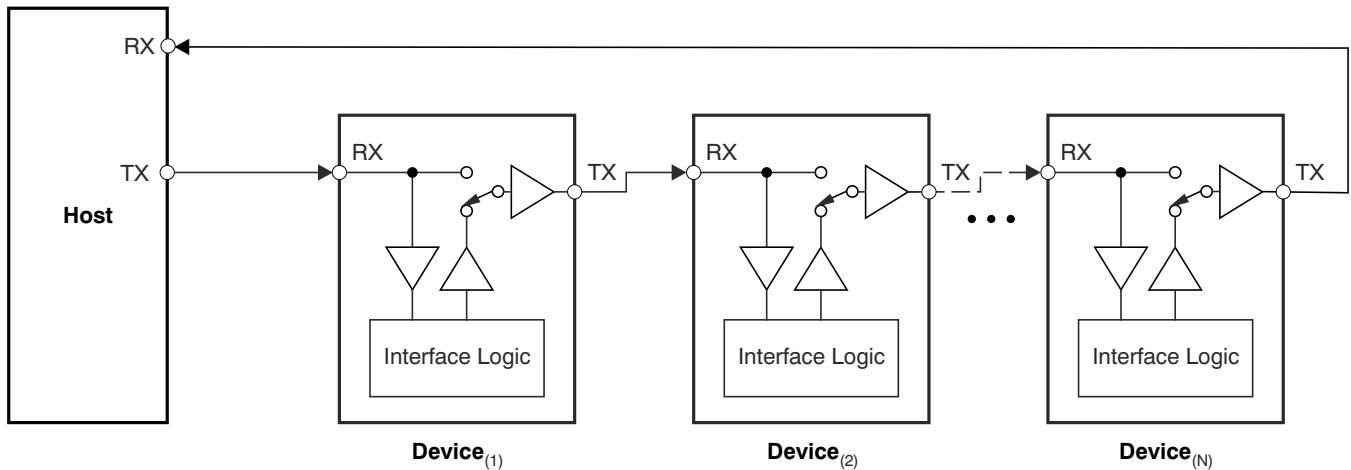 RX
TX
Host
RX
TX
Interface Logic
Device(1)
RX
TX
Interface Logic
Device(2)
• • •
RX
TX
Interface Logic
Device(N)